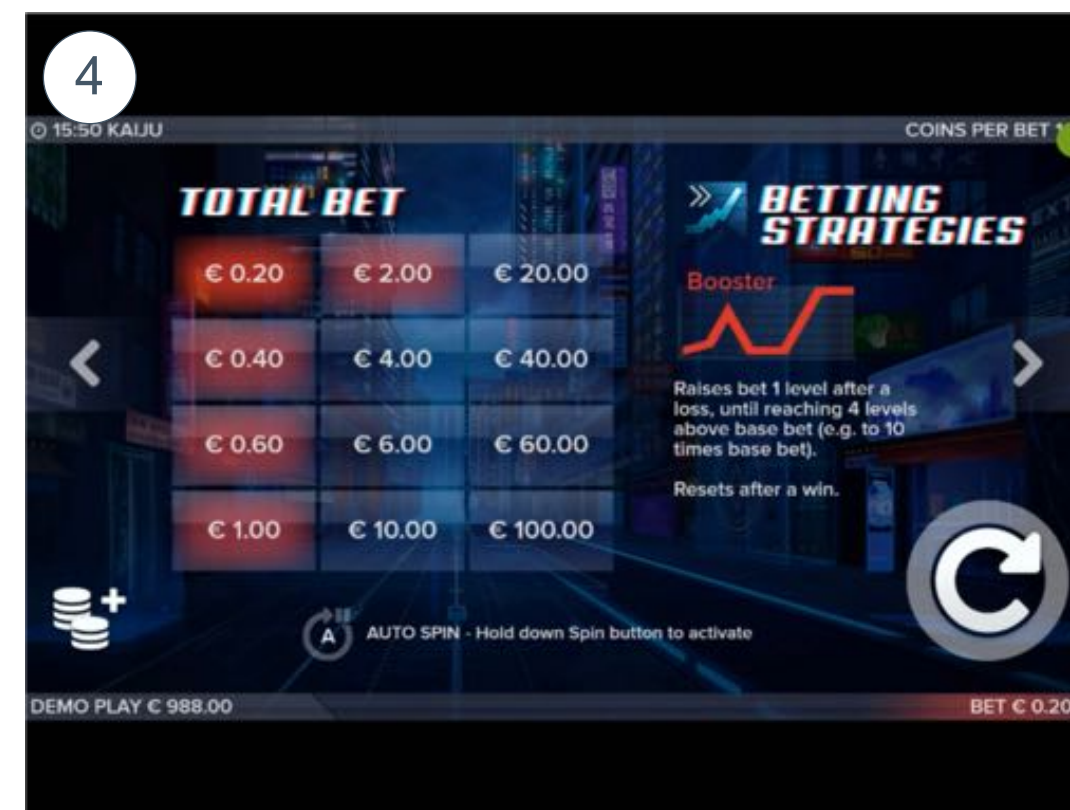 4
15:50 KAIJU
COINS PER BET
TOTAL BET
BETTING
STRATEGIES
€ 0.20 € 2.00 € 20.00
Booster
€ 0.40 € 4.00 € 40.00
Raises bet 1 level after a
loss, until reaching 4 levels
above base bet (e.g. to 10
times base bet).
€ 0.60 € 6.00 € 60.00
Resets after a win.
€ 1.00 € 10.00 € 100.00
A AUTO SPIN - Hold down Spin button to activate
DEMO PLAY € 988.00
BET € 0.20